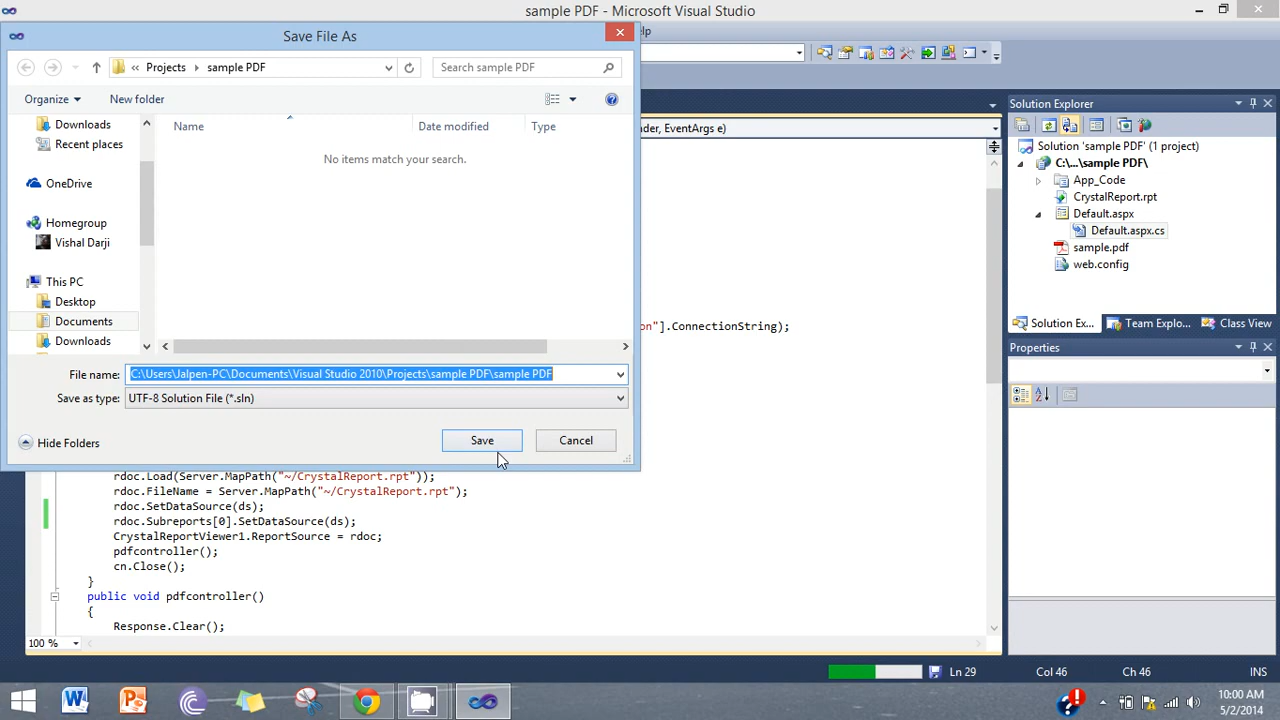 sample PDF - Microsoft Visual Studio
Save File As
Projects
sample PDF
Search sample PDF
Organize
New folder
Name
Date modified
Type
No items match your search.
Downloads
Recent places
OneDrive
Homegroup
Vishal Darji
This PC
Desktop
Documents
Downloads
File name:
C:\Users\Jalpen-PC\Documents\Visual Studio 2010\Projects\sample PDF\sample PDF
Save as type:
UTF-8 Solution File (*.sln)
Hide Folders
Save
Cancel
EventArgs e)
"].ConnectionString);
rdoc.Load(Server.MapPath("~/CrystalReport.rpt"));
rdoc.FileName = Server.MapPath("~/CrystalReport.rpt");
rdoc.SetDataSource(ds);
rdoc.Subreports[0].SetDataSource(ds);
CrystalReportViewer1.ReportSource = rdoc;
pdfcontroller();
cn.Close();
}
public void pdfcontroller()
{
Response.Clear();
100 %
Solution Explorer
Solution 'sample PDF' (1 project)
C:\...\sample PDF\
App_Code
CrystalReport.rpt
Default.aspx
Default.aspx.cs
sample.pdf
web.config
Solution Ex...
Team Explo...
Class View
Properties
Ln 29
Col 46
Ch 46
INS
10:00 AM
5/2/2014